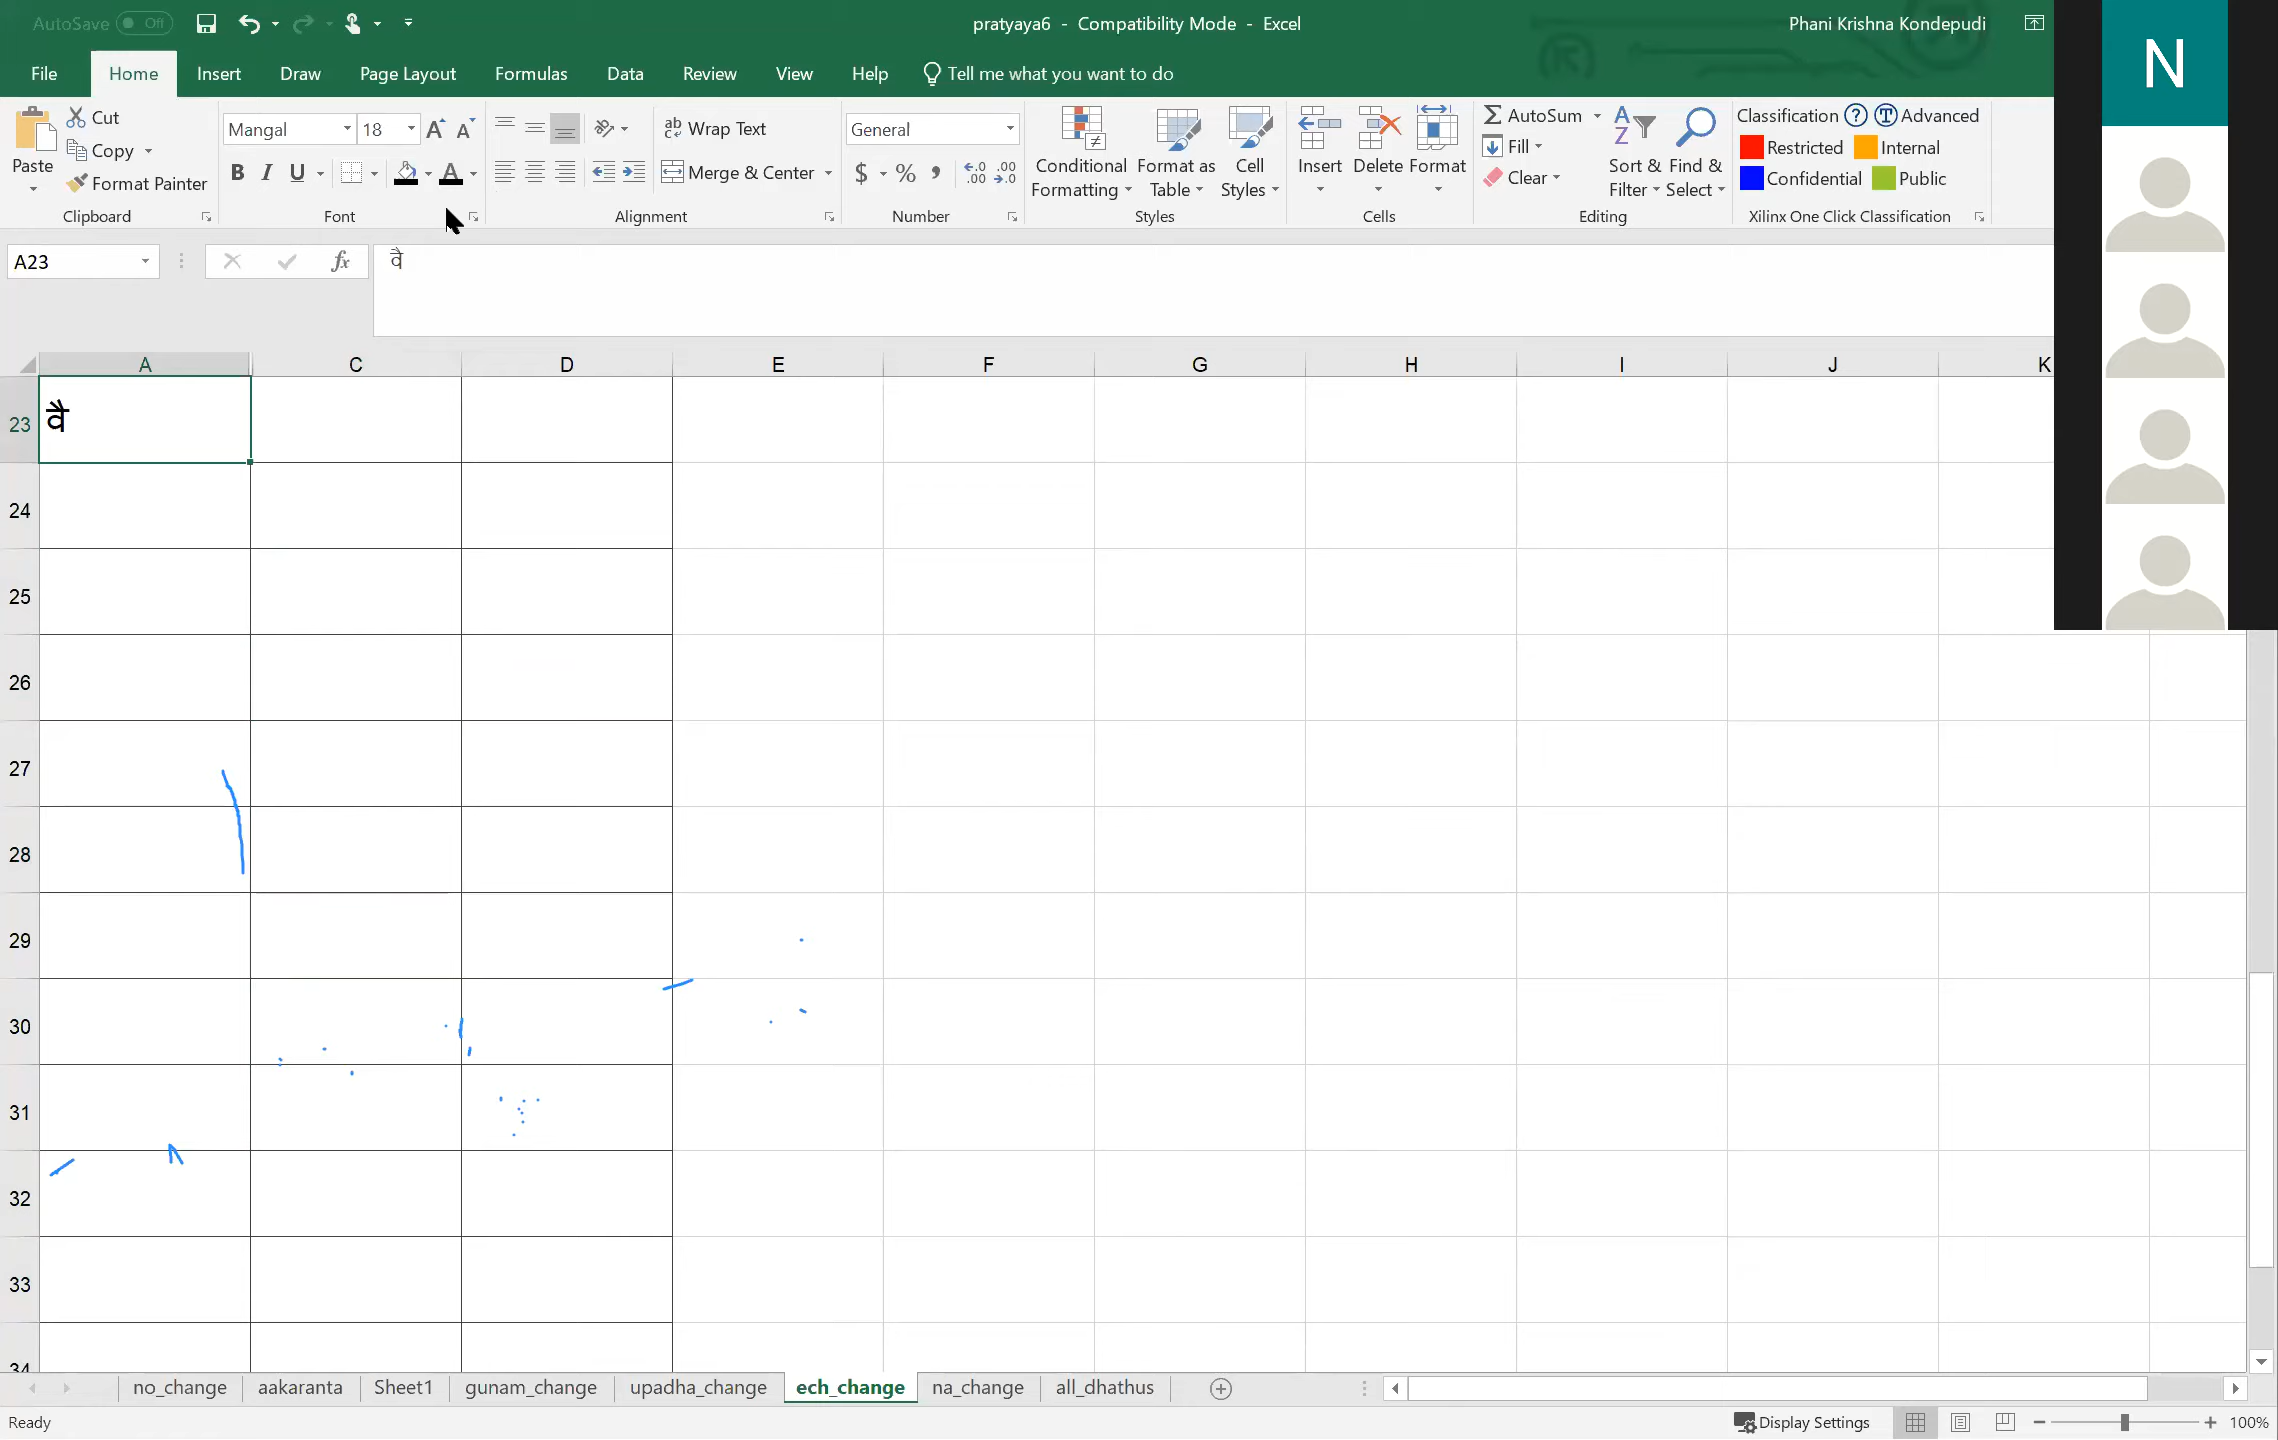 AutoSave Off
pratyaya6 - Compatibility Mode - Excel
Phani Krishna Kondepudi
N
File Home Insert Draw Page Layout Formulas Data Review View Help Tell me what you want to do
Paste
Cut
Copy
Format Painter
Clipboard
Mangal 18
B I U
Font
Wrap Text
Merge & Center
Alignment
General
$ % ,
Number
Conditional Formatting
Format as Table
Cell Styles
Styles
Insert Delete Format
Cells
AutoSum
Fill
Clear
Sort & Filter
Find & Select
Editing
Classification ? Advanced
Restricted Internal
Confidential Public
Xilinx One Click Classification
A23 fx वै
A C D E F G H I J K
23 वै
24
25
26
27
28
29
30
31
32
33
34
no_change aakaranta Sheet1 gunam_change upadha_change ech_change na_change all_dhathus
Ready
Display Settings
100%